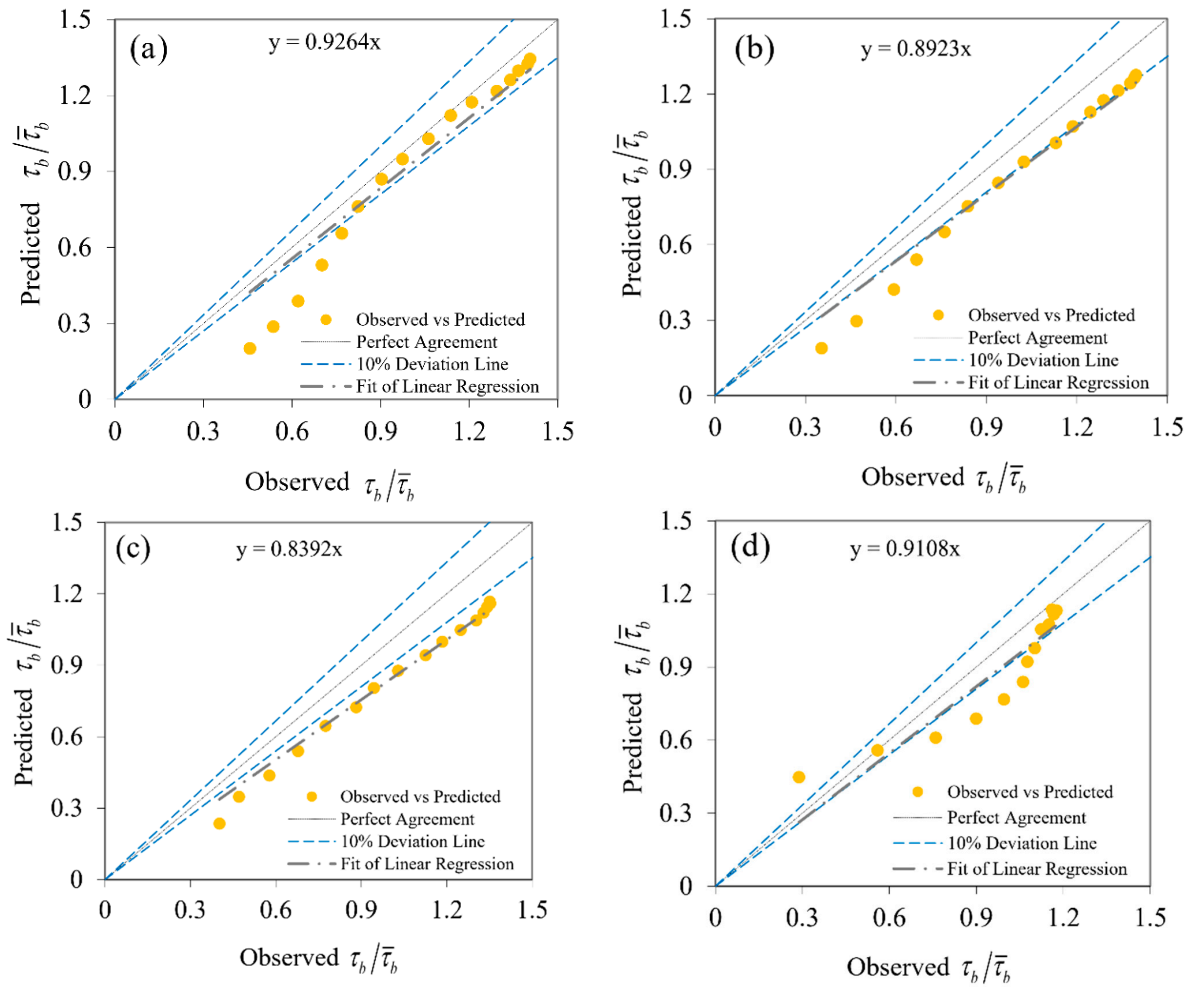 (a)
y = 0.9264x
1.5
1.2
0.9
0.6
0.3
0
Predicted τb/τ̄b
Observed vs Predicted
Perfect Agreement
10% Deviation Line
Fit of Linear Regression
0 0.3 0.6 0.9 1.2 1.5
Observed τb/τ̄b
(b)
y = 0.8923x
1.5
1.2
0.9
0.6
0.3
0
Predicted τb/τ̄b
Observed vs Predicted
Perfect Agreement
10% Deviation Line
Fit of Linear Regression
0 0.3 0.6 0.9 1.2 1.5
Observed τb/τ̄b
(c)
y = 0.8392x
1.5
1.2
0.9
0.6
0.3
0
Predicted τb/τ̄b
Observed vs Predicted
Perfect Agreement
10% Deviation Line
Fit of Linear Regression
0 0.3 0.6 0.9 1.2 1.5
Observed τb/τ̄b
(d)
y = 0.9108x
1.5
1.2
0.9
0.6
0.3
0
Predicted τb/τ̄b
Observed vs Predicted
Perfect Agreement
10% Deviation Line
Fit of Linear Regression
0 0.3 0.6 0.9 1.2 1.5
Observed τb/τ̄b